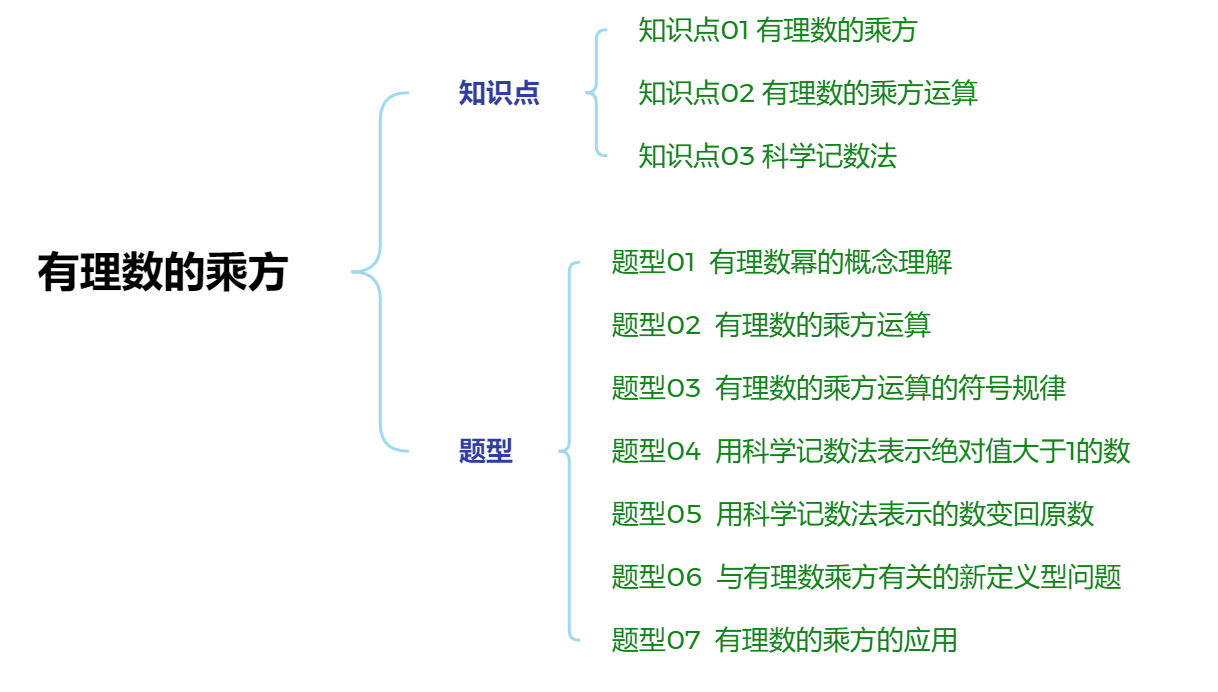 有理数的乘方
知识点
知识点01 有理数的乘方
知识点02 有理数的乘方运算
知识点03 科学记数法
题型
题型01 有理数幂的概念理解
题型02 有理数的乘方运算
题型03 有理数的乘方运算的符号规律
题型04 用科学记数法表示绝对值大于1的数
题型05 用科学记数法表示的数变回原数
题型06 与有理数乘方有关的新定义型问题
题型07 有理数的乘方的应用